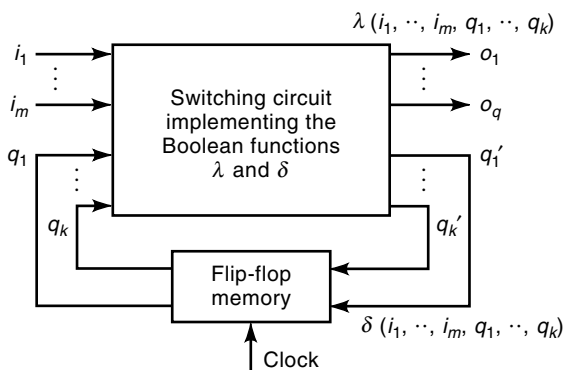 λ (i1, ··, im, q1, ··, qk)
i1
o1
⋮
⋮
im
oq
Switching circuit
implementing the
Boolean functions
λ and δ
q1
q1′
⋮
⋮
qk
qk′
Flip-flop
memory
δ (i1, ··, im, q1, ··, qk)
Clock